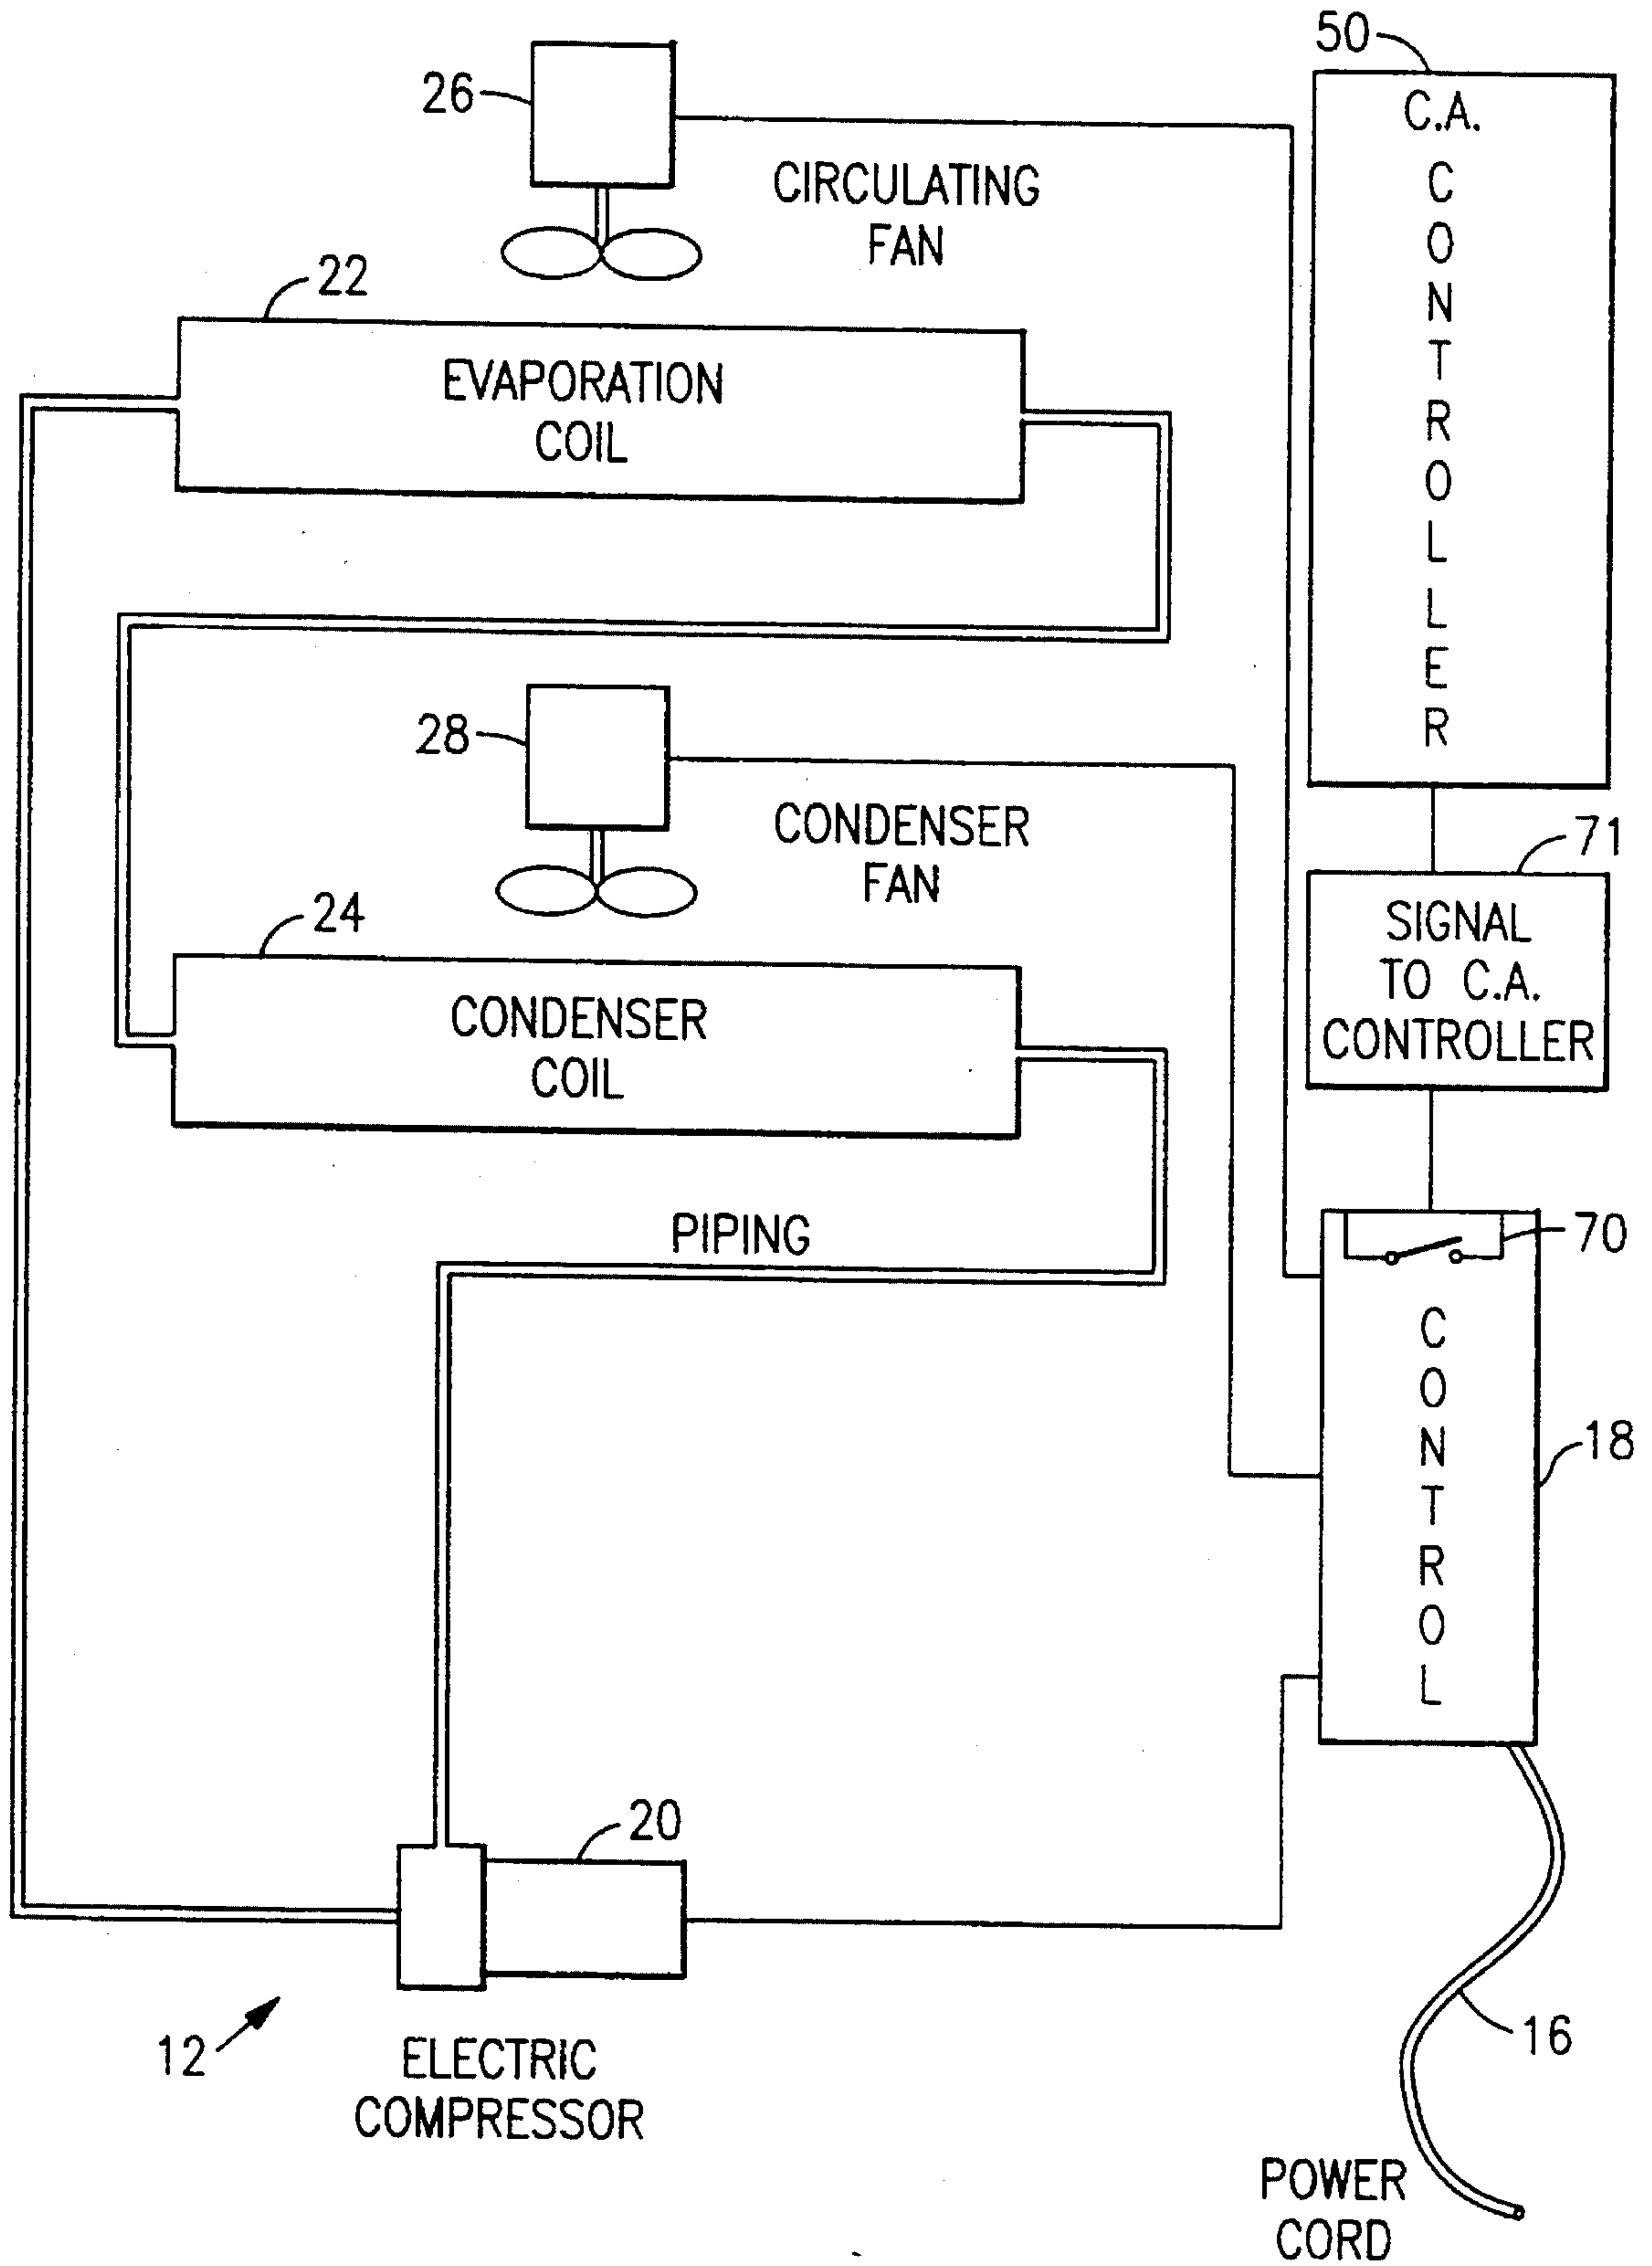 50
C.A.
CONTROLLER
26
CIRCULATING
FAN
22
EVAPORATION
COIL
28
CONDENSER
FAN
71
SIGNAL
TO C.A.
CONTROLLER
24
CONDENSER
COIL
PIPING
70
CONTROL
18
20
12
ELECTRIC
COMPRESSOR
16
POWER
CORD